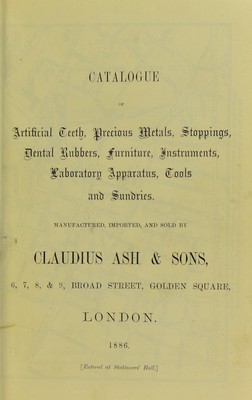 CATALOGUE
OF
Artificial Teeth, Precious Metals, Stoppings,
Dental Rubbers, Furniture, Instruments,
Laboratory Apparatus, Tools
and Sundries.
MANUFACTURED, IMPORTED, AND SOLD BY
CLAUDIUS ASH & SONS,
6, 7, 8, & 9, BROAD STREET, GOLDEN SQUARE,
LONDON.
1886.
[Entered at Stationers' Hall.]